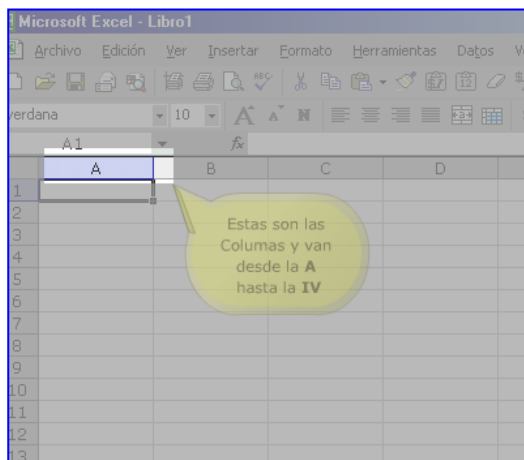 Microsoft Excel - Libro1
Archivo Edición Ver Insertar Formato Herramientas Datos
10 A A N
A1 fx
A B C D
1
2
3
4
5
6
7
8
9
10
11
12
13
Estas son las
Columas y van
desde la A
hasta la IV